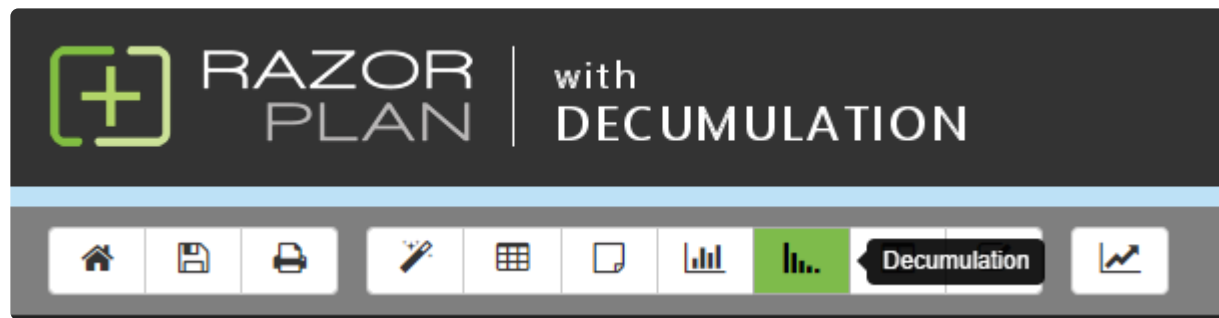 RAZOR
PLAN
with
DECUMULATION
Decumulation